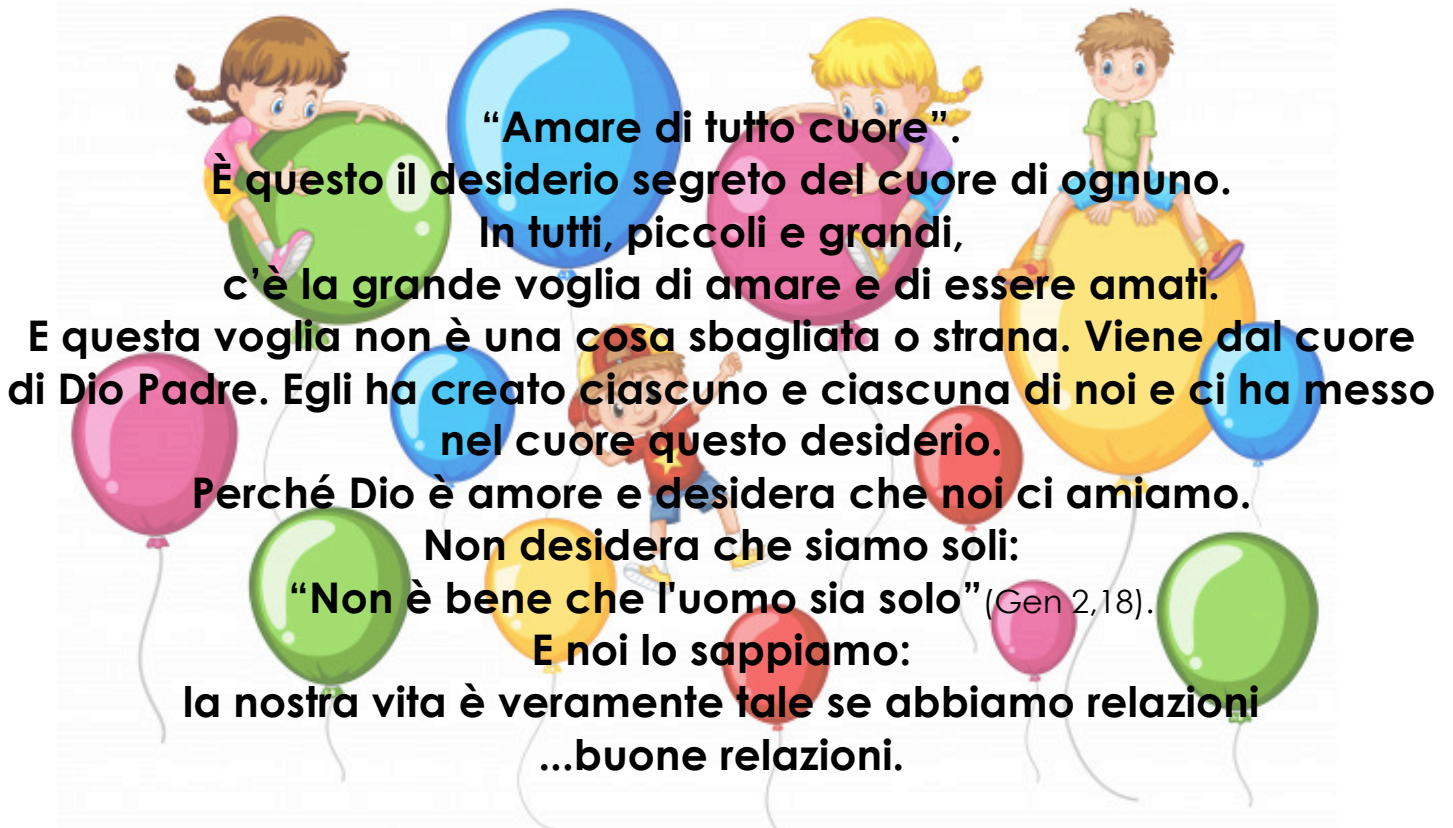 “Amare di tutto cuore”.
È questo il desiderio segreto del cuore di ognuno.
In tutti, piccoli e grandi,
c’è la grande voglia di amare e di essere amati.
E questa voglia non è una cosa sbagliata o strana. Viene dal cuore
di Dio Padre. Egli ha creato ciascuno e ciascuna di noi e ci ha messo
nel cuore questo desiderio.
Perché Dio è amore e desidera che noi ci amiamo.
Non desidera che siamo soli:
“Non è bene che l'uomo sia solo”(Gen 2,18).
E noi lo sappiamo:
la nostra vita è veramente tale se abbiamo relazioni
...buone relazioni.